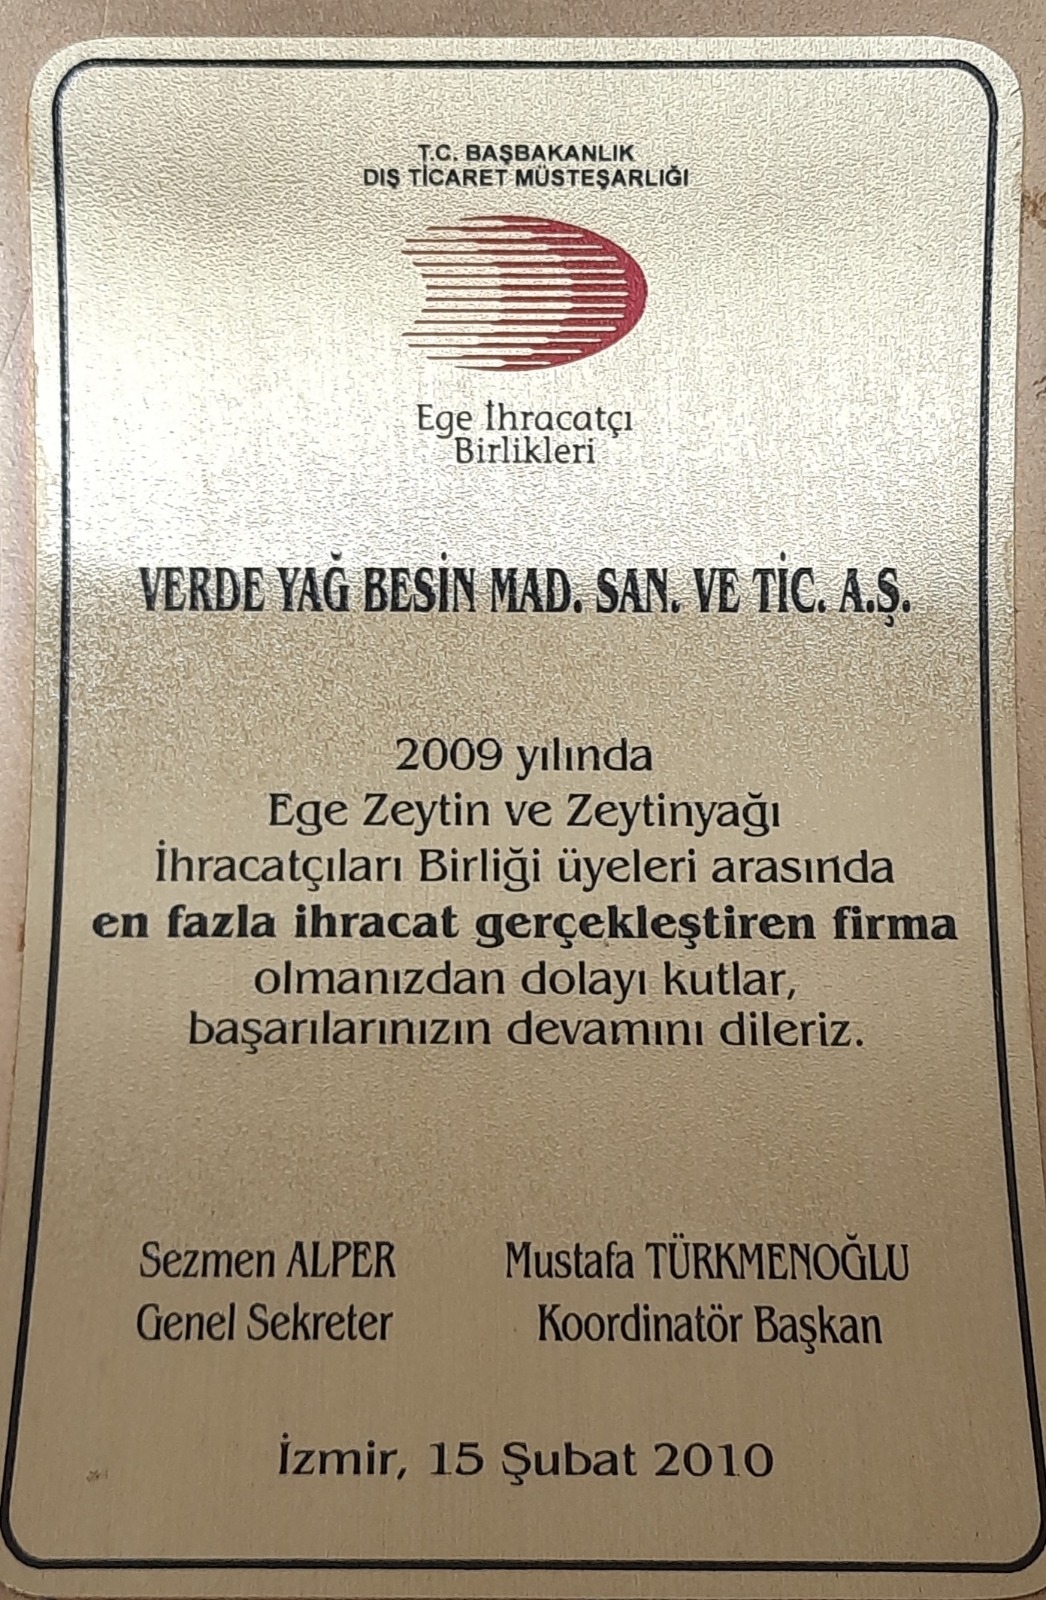 T.C. BAŞBAKANLIK
DIŞ TİCARET MÜSTEŞARLIĞI
Ege İhracatçı
Birlikleri
VERDE YAĞ BESİN MAD. SAN. VE TİC. A.Ş.
2009 yılında
Ege Zeytin ve Zeytinyağı
İhracatçıları Birliği üyeleri arasında
en fazla ihracat gerçekleştiren firma
olmanızdan dolayı kutlar,
başarılarınızın devamını dileriz.
Sezmen ALPER Mustafa TÜRKMENOĞLU
Genel Sekreter Koordinatör Başkan
İzmir, 15 Şubat 2010